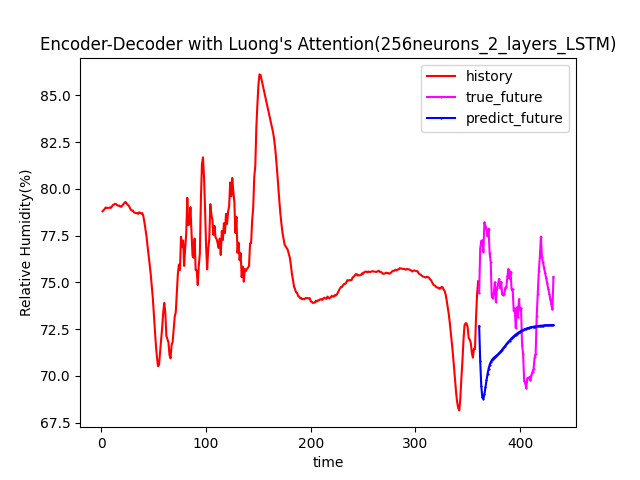 Encoder-Decoder with Luong's Attention(256neurons_2_layers_LSTM)
history
true_future
predict_future
Relative Humidity(%)
85.0
82.5
80.0
77.5
75.0
72.5
70.0
67.5
0
100
200
300
400
time